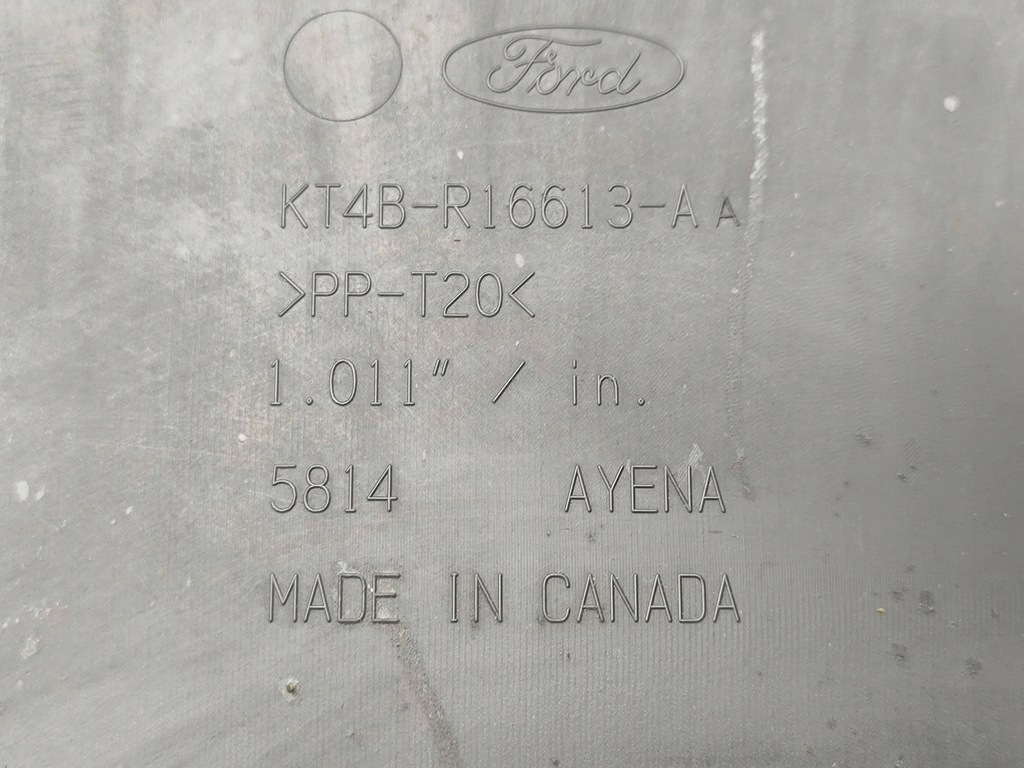 Ford
KT4B-R16613-AA
>PP-T20<
1.011" / in.
5814 AYENA
MADE IN CANADA